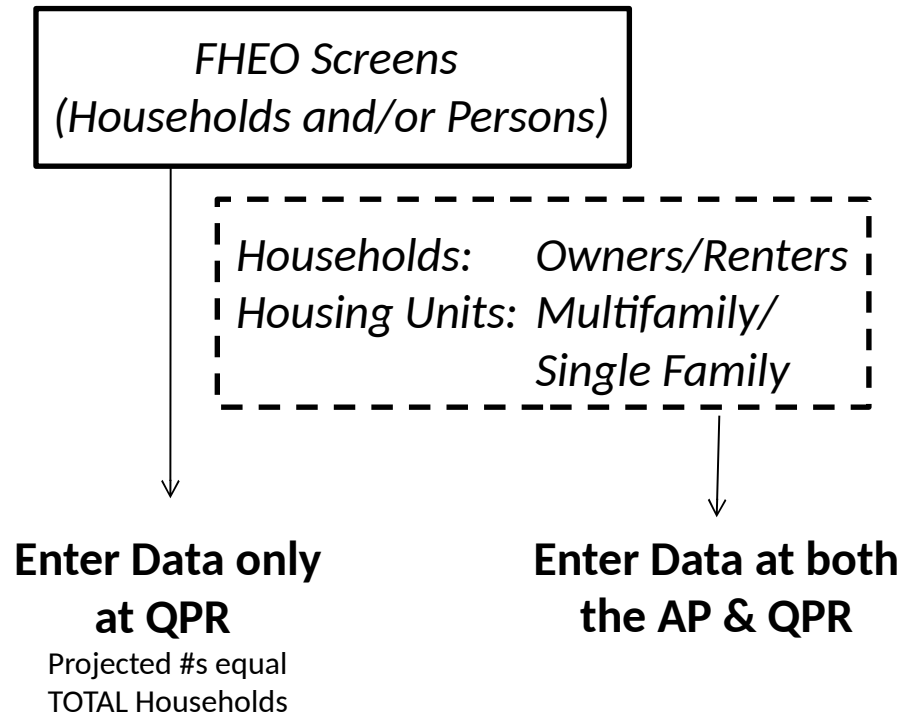 FHEO Screens
(Households and/or Persons)
Households: Owners/Renters
Housing Units: Multifamily/
Single Family
Enter Data only
at QPR
Projected #s equal
TOTAL Households
Enter Data at both
the AP & QPR